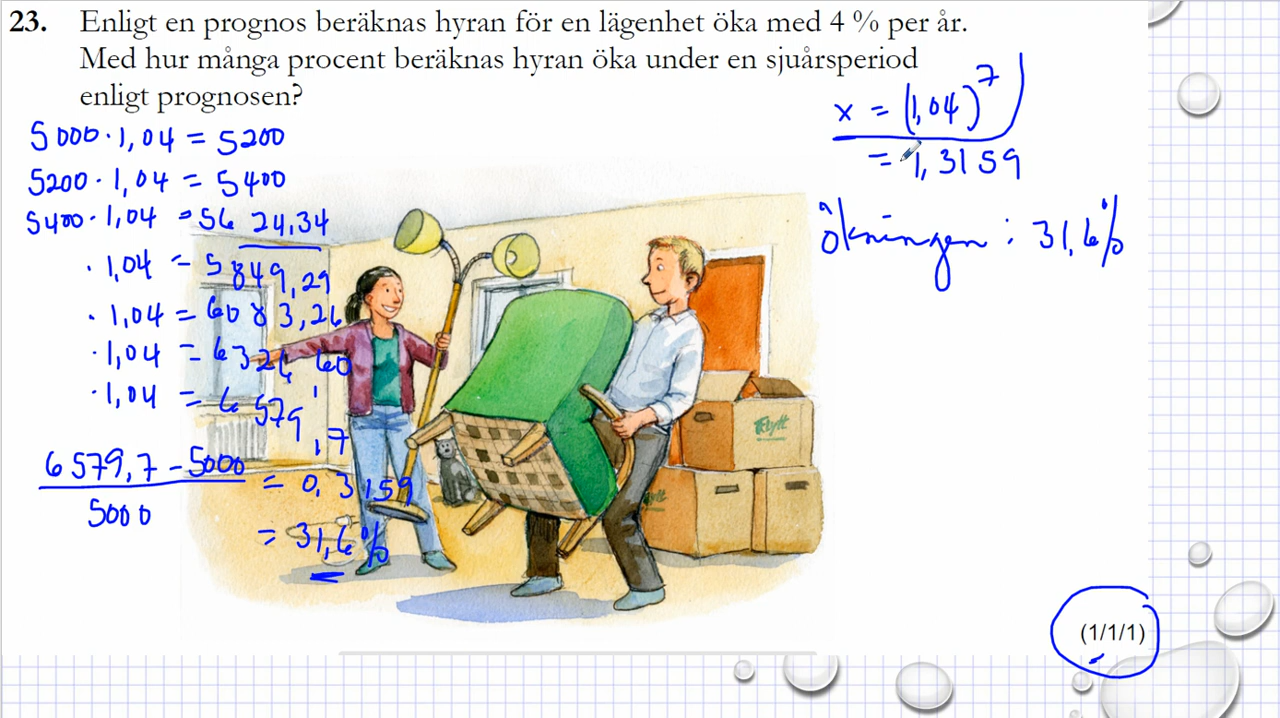 23. Enligt en prognos beräknas hyran för en lägenhet öka med 4 % per år.
Med hur många procent beräknas hyran öka under en sjuårsperiod
enligt prognosen?
5000 · 1,04 = 5200
5200 · 1,04 = 5400
5400 · 1,04 = 5624,34
· 1,04 = 5849,29
· 1,04 = 6083,26
· 1,04 = 6326,60
· 1,04 = 6579,7
6579,7 - 5000
5000
= 0,3159
= 31,6%
x = (1,04)^7
= 1,3159
ökningen : 31,6%
(1/1/1)